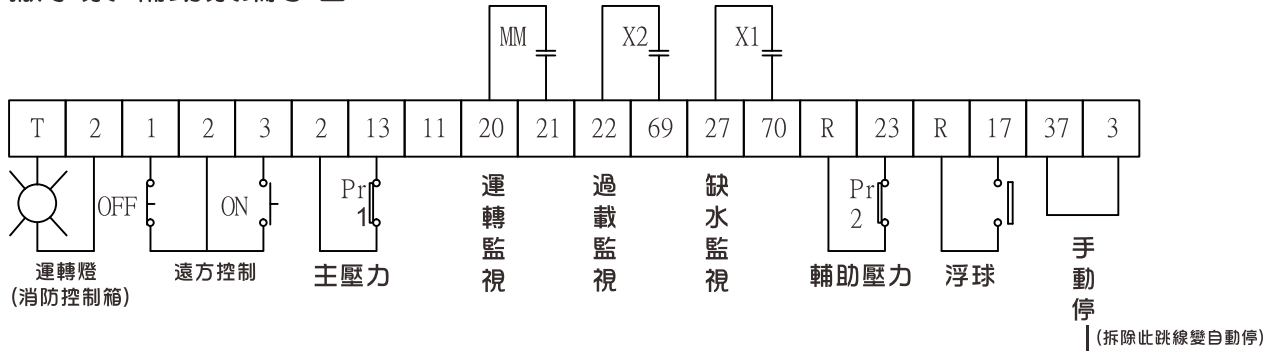 MM X2 X1
T 2 1 2 3 2 13 11 20 21 22 69 27 70 R 23 R 17 37 3
OFF ON Pr 1 Pr 2
運轉燈
(消防控制箱)
遠方控制
主壓力
運轉監視
過載監視
缺水監視
輔助壓力
浮球
手動停
(拆除此跳線變自動停)